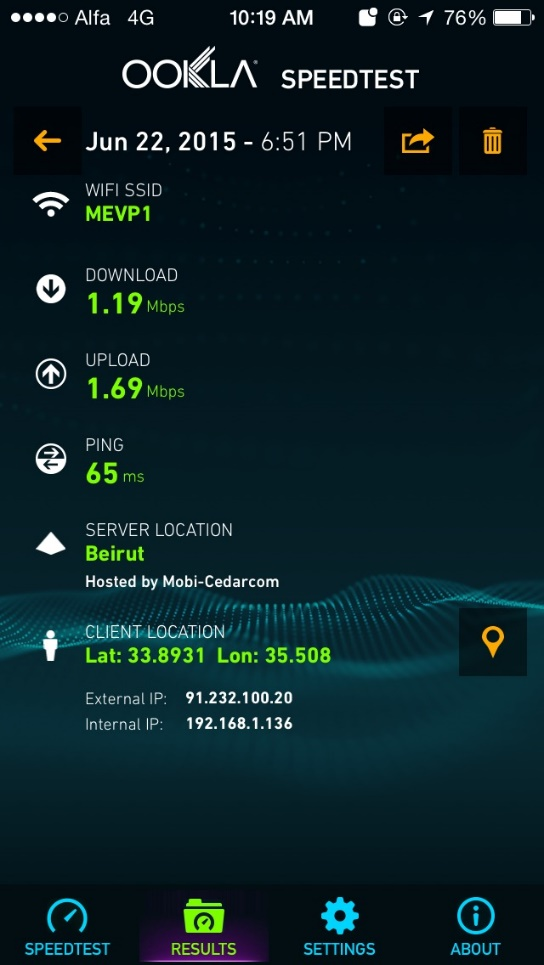 Alfa 4G 10:19 AM 76%
OOKLA SPEEDTEST
Jun 22, 2015 - 6:51 PM
WIFI SSID
MEVP1
DOWNLOAD
1.19 Mbps
UPLOAD
1.69 Mbps
PING
65 ms
SERVER LOCATION
Beirut
Hosted by Mobi-Cedarcom
CLIENT LOCATION
Lat: 33.8931 Lon: 35.508
External IP: 91.232.100.20
Internal IP: 192.168.1.136
SPEEDTEST RESULTS SETTINGS ABOUT